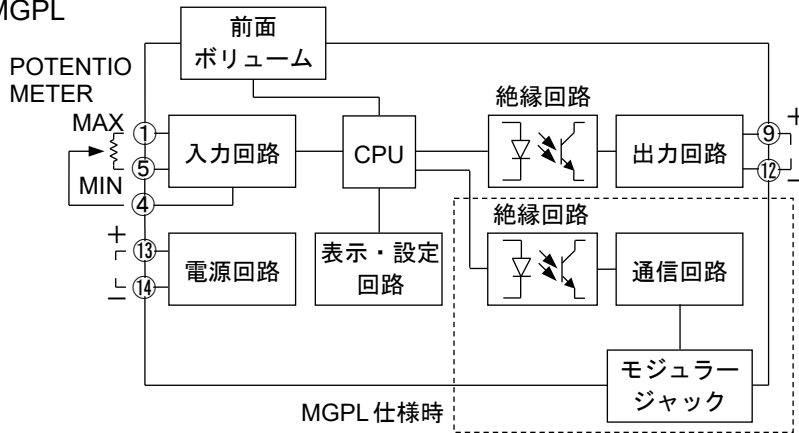 MGPL
前面
ボリューム
POTENTIO
METER
MAX
①
⑤
MIN
④
入力回路
CPU
絶縁回路
出力回路
⑨
+
⑫
−
+
⑬
⑭
−
電源回路
表示・設定
回路
絶縁回路
通信回路
モジュラー
ジャック
MGPL 仕様時